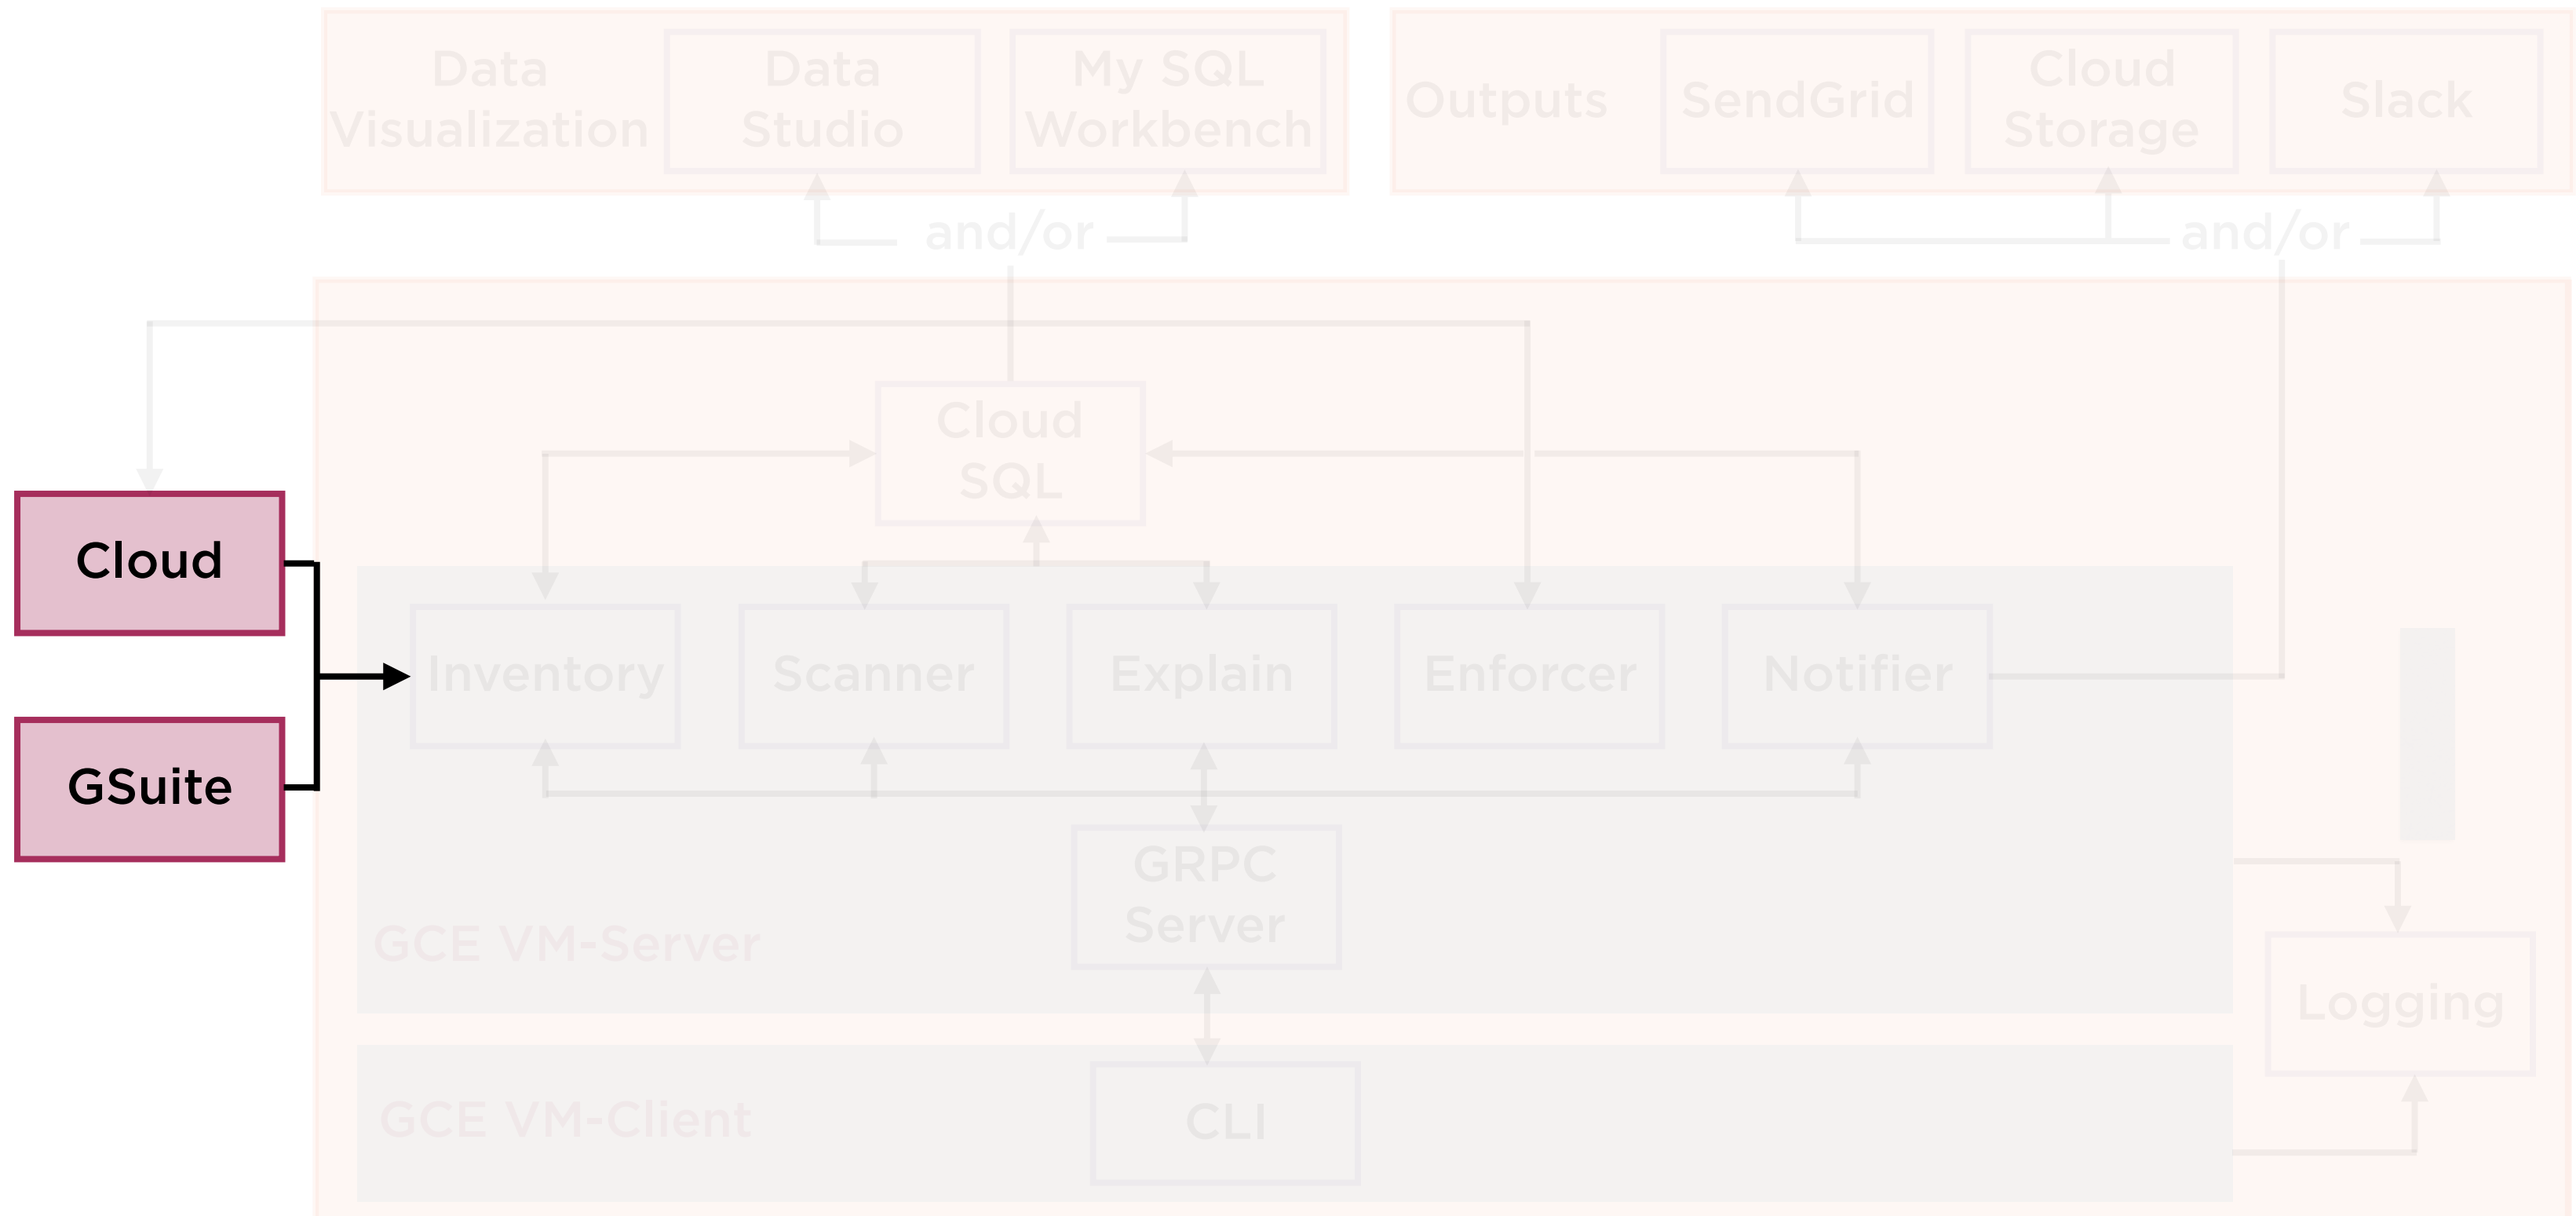 Data
Visualization
Data
Studio
My SQL
Workbench
Outputs
SendGrid
Cloud
Storage
Slack
and/or
and/or
Cloud
SQL
Cloud
GSuite
Inventory
Scanner
Explain
Enforcer
Notifier
GRPC
Server
GCE VM-Server
Logging
GCE VM-Client
CLI